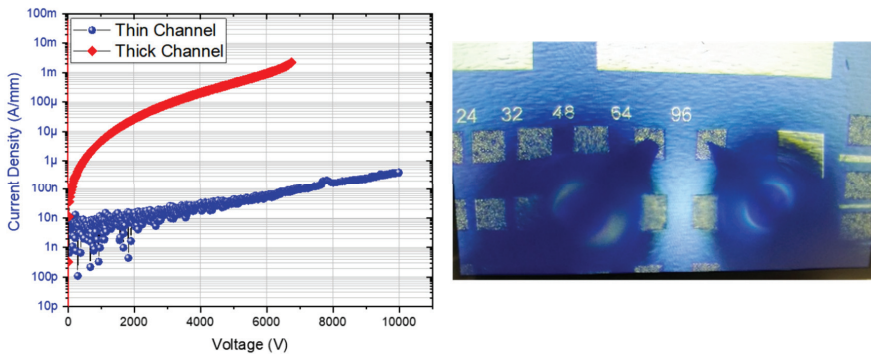 Thin Channel
Thick Channel
100m
10m
1m
100µ
10µ
1µ
100n
10n
1n
100p
10p
0
2000
4000
6000
8000
10000
Voltage (V)
Current Density (A/mm)
24 32 48 64 96